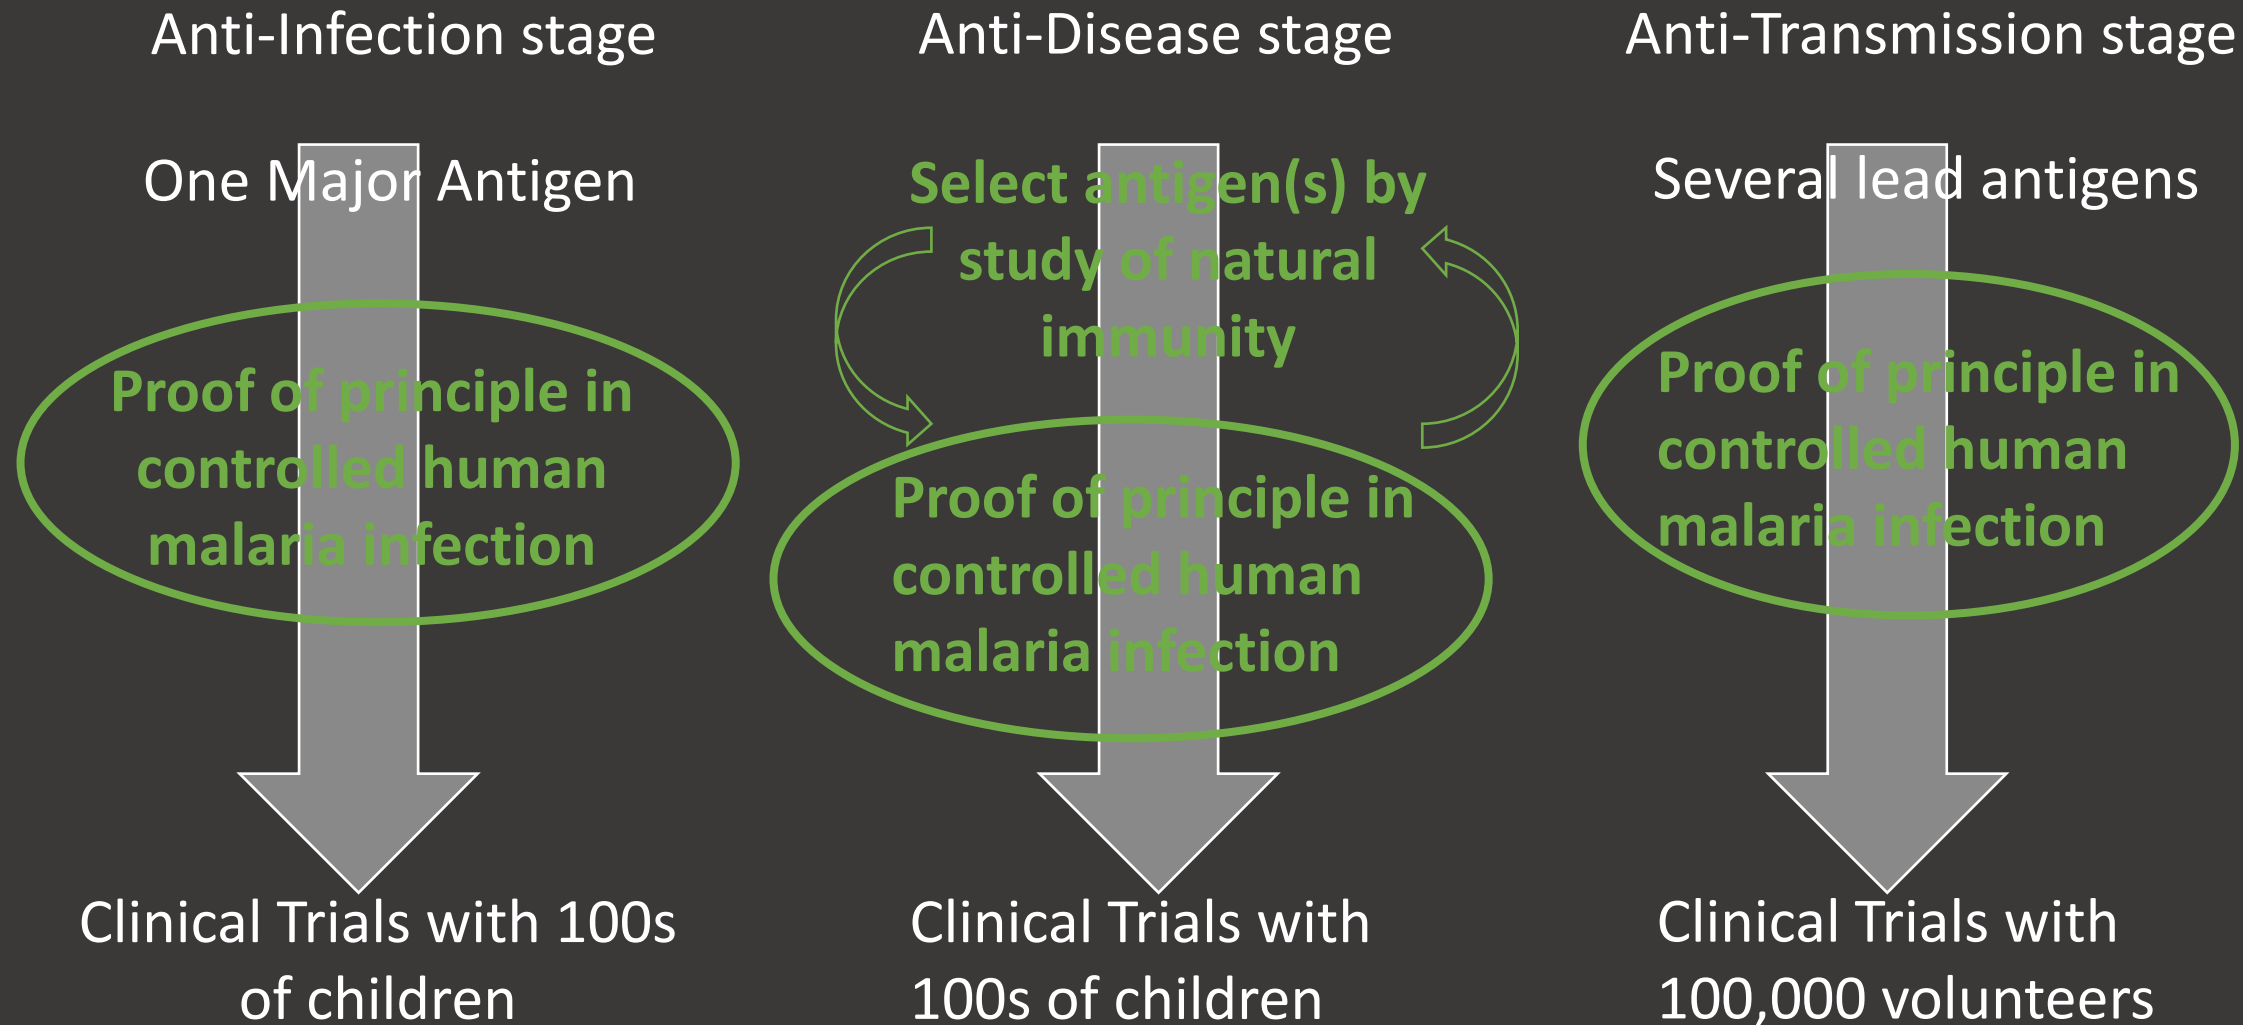 Anti-Infection stage
One Major Antigen
Proof of principle in
controlled human
malaria infection
Clinical Trials with 100s
of children
Anti-Disease stage
Select antigen(s) by
study of natural
immunity
Proof of principle in
controlled human
malaria infection
Clinical Trials with
100s of children
Anti-Transmission stage
Several lead antigens
Proof of principle in
controlled human
malaria infection
Clinical Trials with
100,000 volunteers